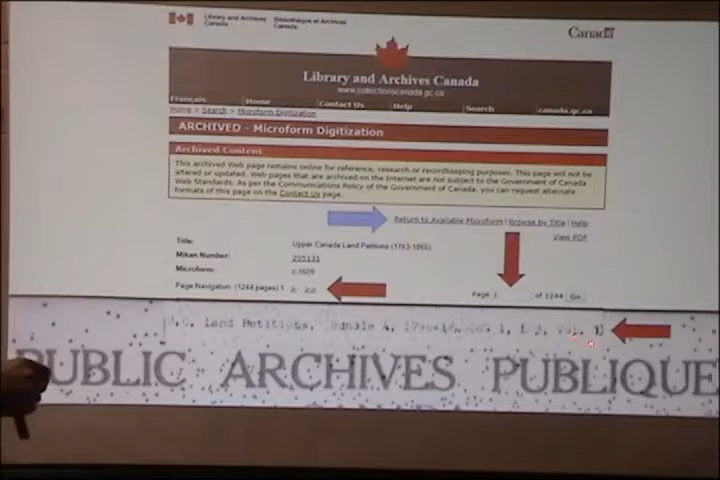 Library and Archives Canada
Bibliothèque et Archives Canada
Canada
Library and Archives Canada
www.collectionscanada.gc.ca
Français Home Contact Us Help Search canada.gc.ca
Home > Search > Microform Digitization
ARCHIVED - Microform Digitization
Archived Content
This archived Web page remains online for reference, research or recordkeeping purposes. This page will not be
altered or updated. Web pages that are archived on the Internet are not subject to the Government of Canada
Web Standards. As per the Communications Policy of the Government of Canada, you can request alternate
formats of this page on the Contact Us page.
Return to Available Microform | Browse by Title | Help
View PDF
Title: Upper Canada Land Petitions (1763-1865)
Mikan Number: 205131
Microform: c-1609
Page Navigation: (1244 pages) 1
Page 1 of 1244 Go
Land Petitions,
PUBLIC ARCHIVES PUBLIQUE